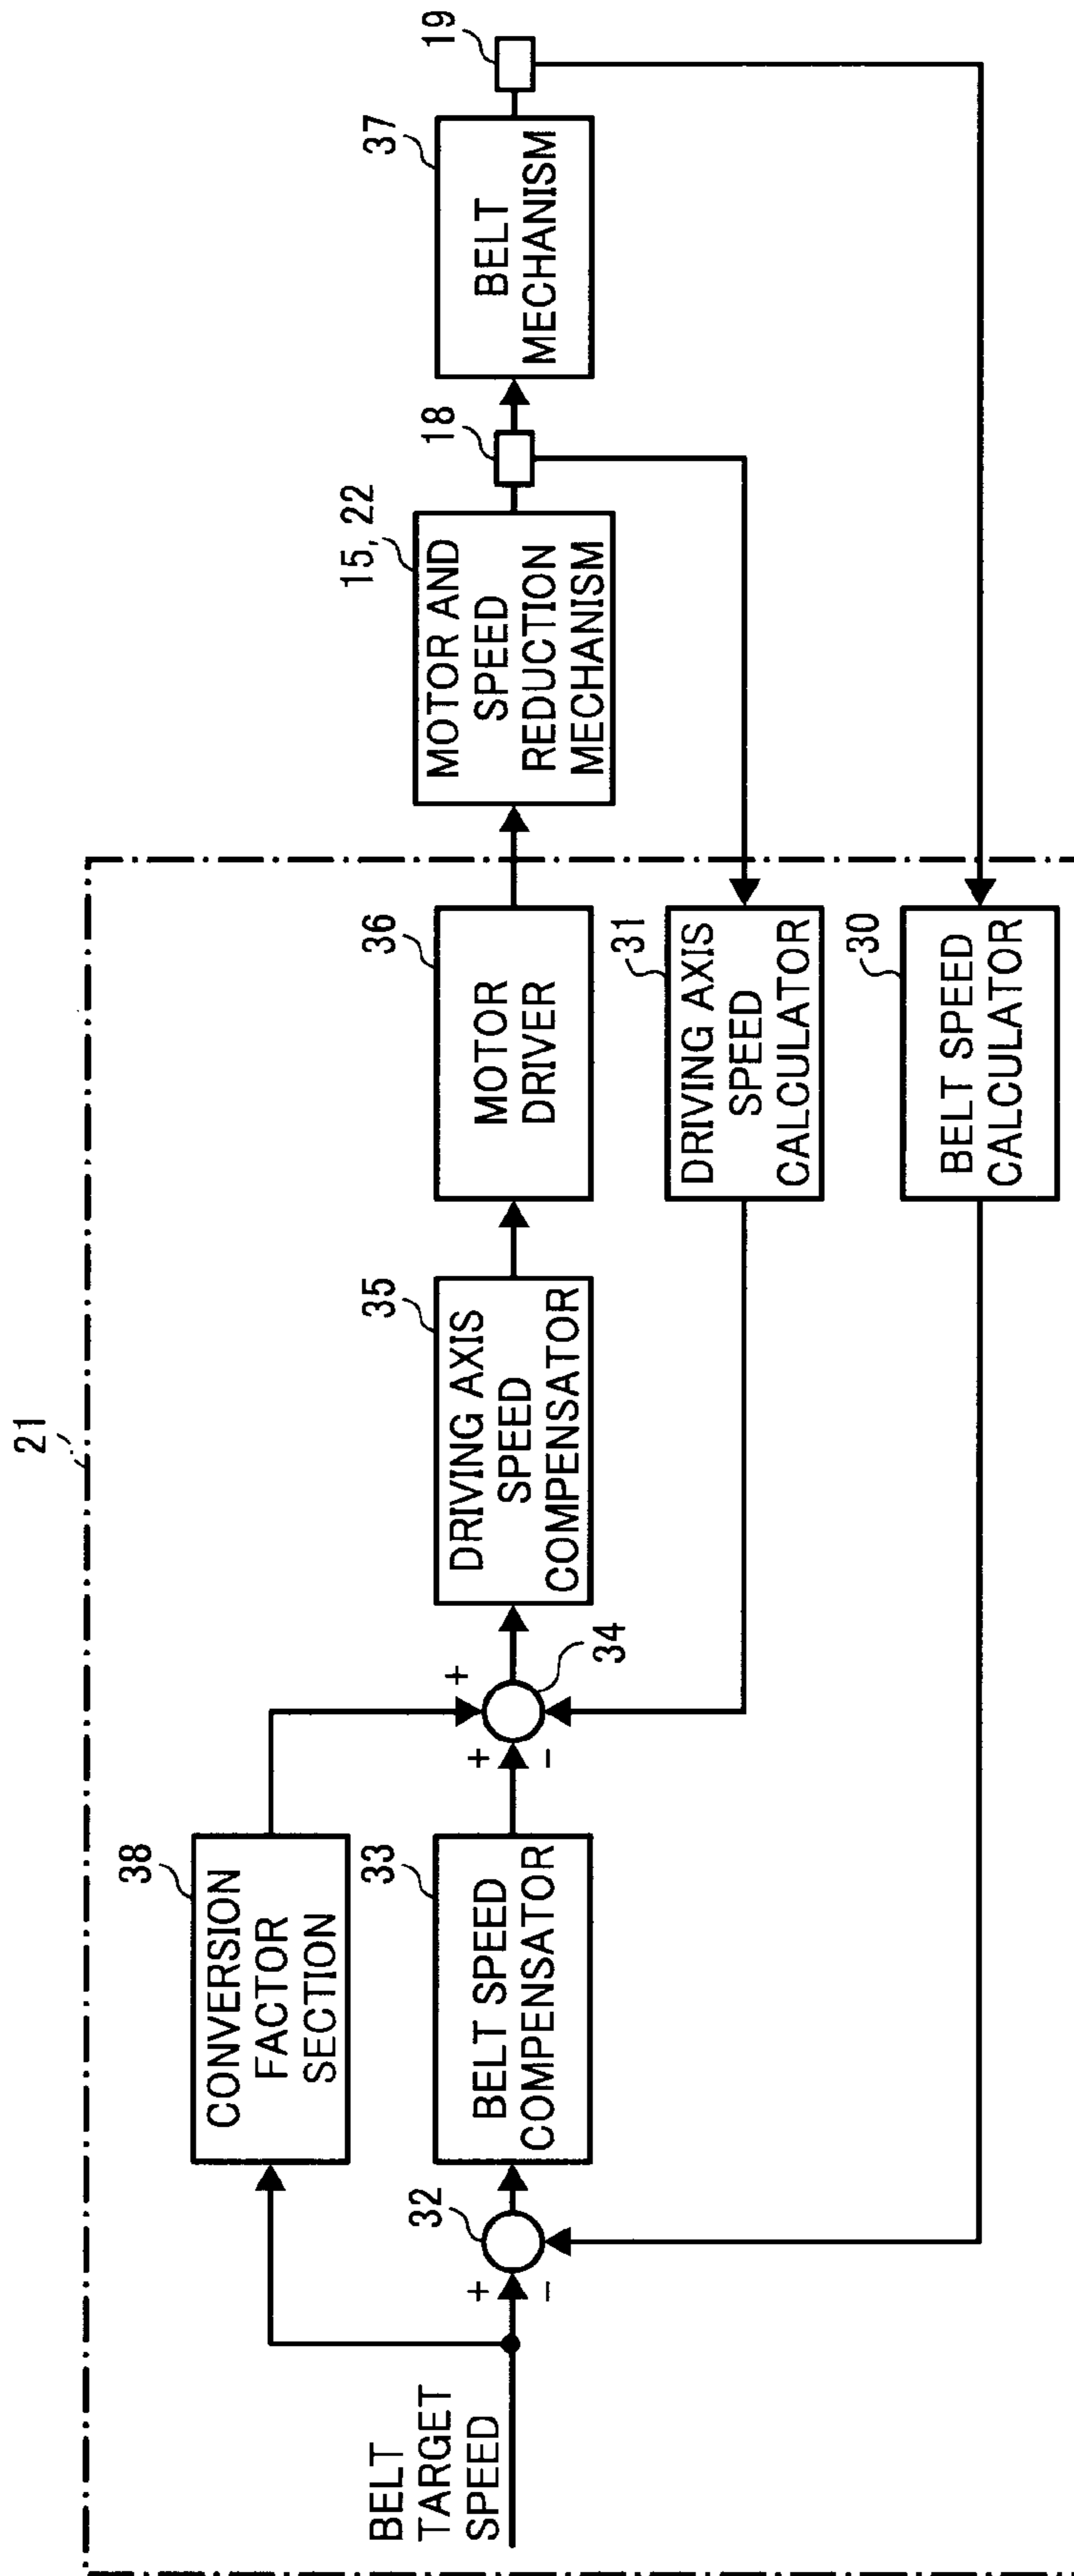 21
38
CONVERSION
FACTOR
SECTION
BELT
TARGET
SPEED
+
-
32
33
BELT SPEED
COMPENSATOR
+
+
-
34
35
DRIVING AXIS
SPEED
COMPENSATOR
36
MOTOR
DRIVER
15, 22
MOTOR AND
SPEED
REDUCTION
MECHANISM
18
37
BELT
MECHANISM
19
31
DRIVING AXIS
SPEED
CALCULATOR
30
BELT SPEED
CALCULATOR